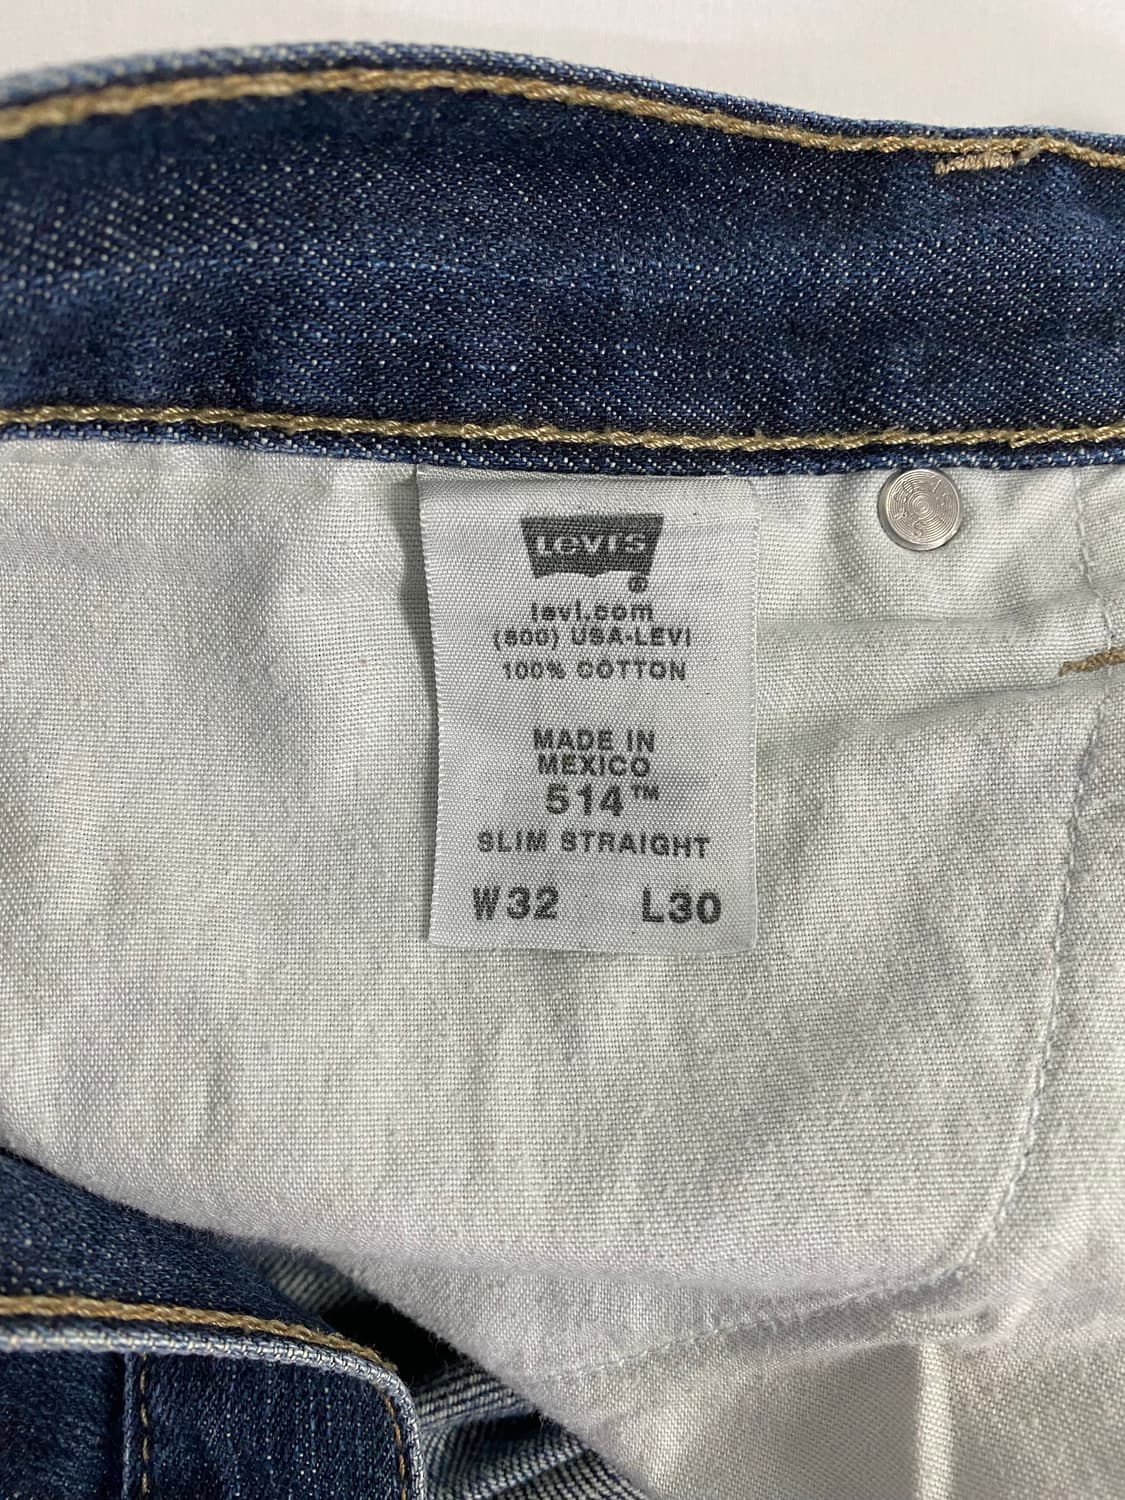 Levi's
®
levi.com
(800) USA-LEVI
100% COTTON
MADE IN
MEXICO
514™
SLIM STRAIGHT
W32 L30